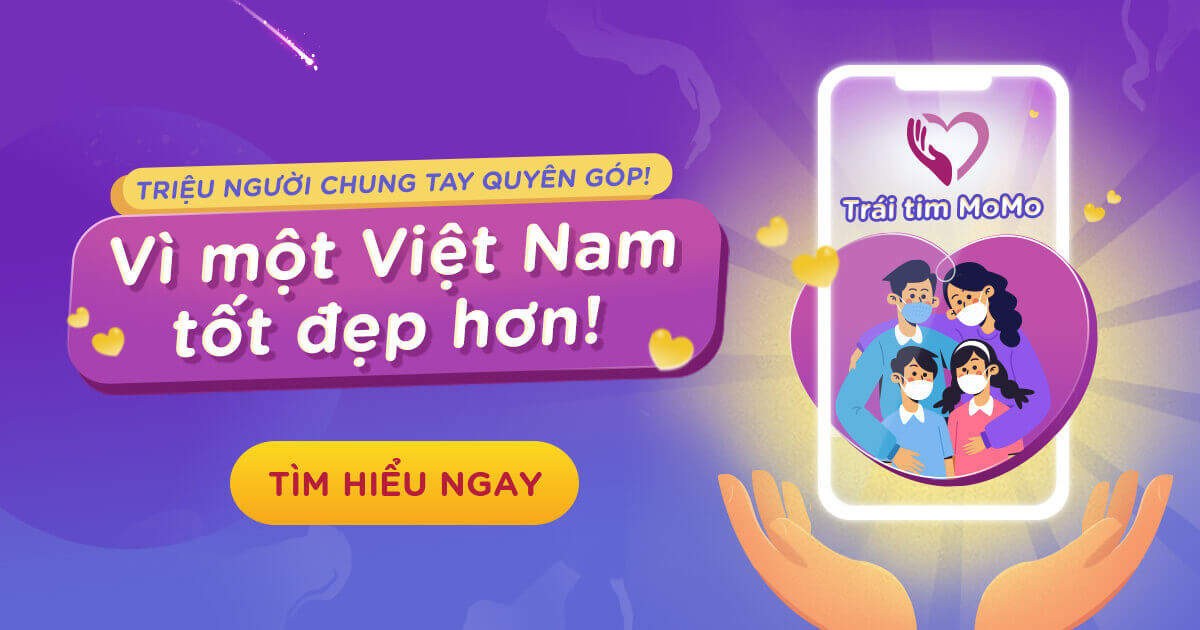 TRIỆU NGƯỜI CHUNG TAY QUYÊN GÓP!
Vì một Việt Nam
tốt đẹp hơn!
TÌM HIỂU NGAY
Trái tim MoMo